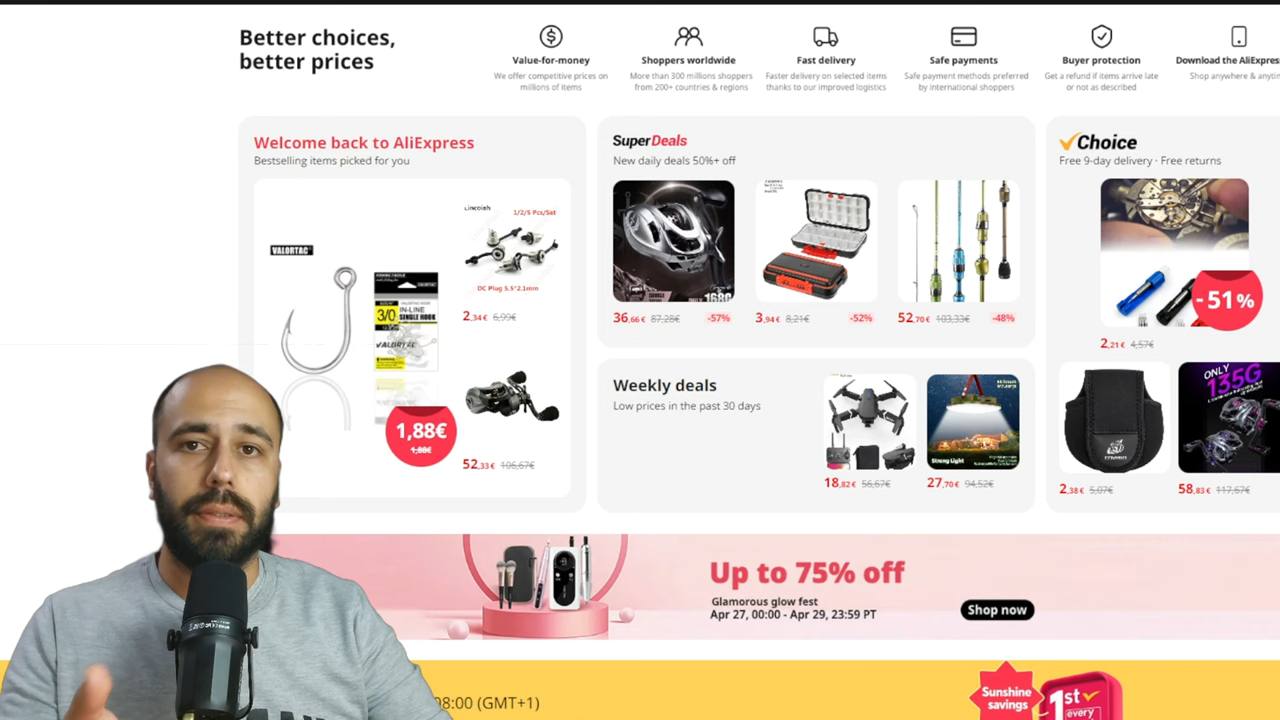 Better choices,
better prices
Value-for-money
We offer competitive prices on
millions of items
Shoppers worldwide
More than 300 millions shoppers
from 200+ countries & regions
Fast delivery
Faster delivery on selected items
thanks to our improved logistics
Safe payments
Safe payment methods preferred
by international shoppers
Buyer protection
Get a refund if items arrive late
or not as described
Download the AliExpres
Shop anywhere & anytin
Welcome back to AliExpress
Bestselling items picked for you
VALORTAC
3/0
IN-LINE
SINGLE HOOK
VALORTAC
1,88€
1,88€
Lincoiah
1/2/5 Pcs/Set
DC Plug 5.5*2.1mm
2,34 € 6,99€
52,33 € 106,67€
SuperDeals
New daily deals 50%+ off
168G
36,66 € 87,28€ -57%
3,94 € 8,21€ -52%
52,70 € 103,33€ -48%
Weekly deals
Low prices in the past 30 days
18,82 € 56,67€
Strong Light
27,70 € 94,52€
Choice
Free 9-day delivery · Free returns
-51%
2,21 € 4,57€
2,38 € 5,07€
ONLY
135G
58,83 € 117,67€
Up to 75% off
Glamorous glow fest
Apr 27, 00:00 - Apr 29, 23:59 PT
Shop now
08:00 (GMT+1)
Sunshine
savings
1st
every